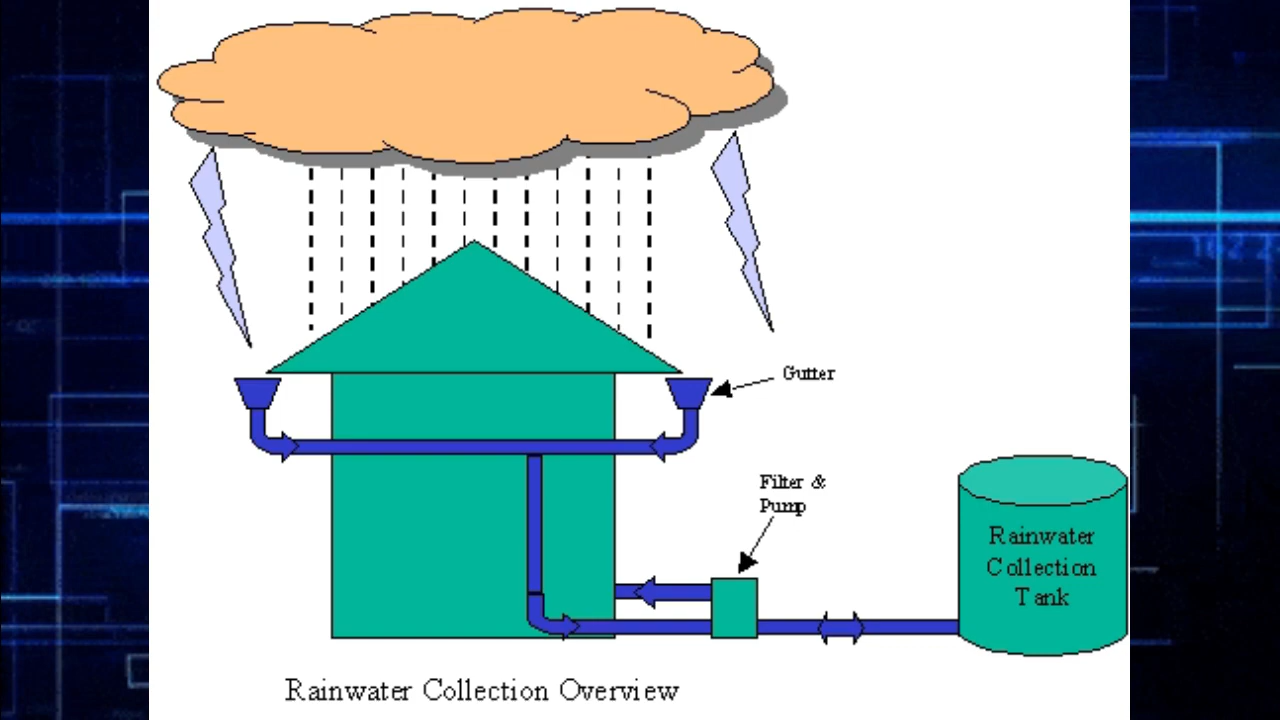 Gutter
Filter &
Pump
Rainwater
Collection
Tank
Rainwater Collection Overview